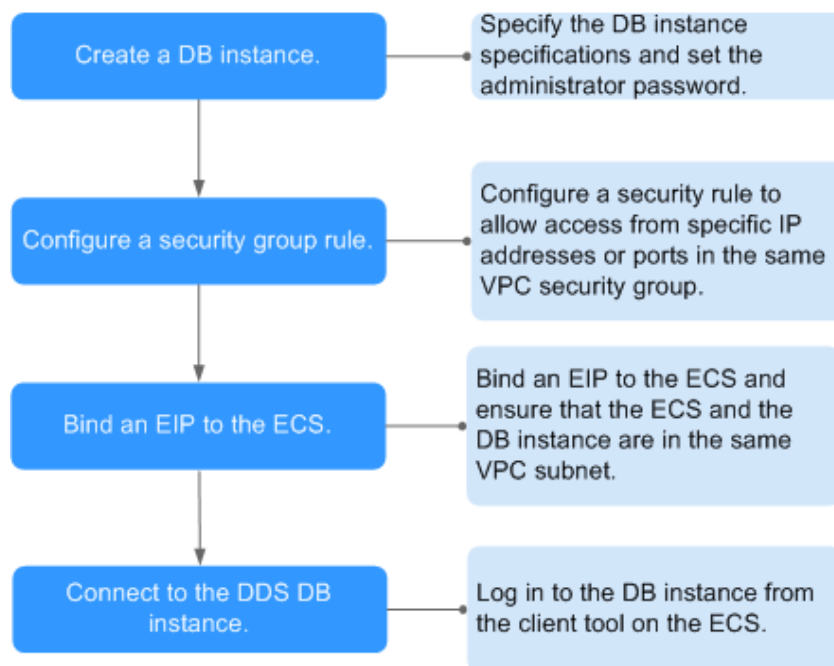 Create a DB instance.
Specify the DB instance
specifications and set the
administrator password.
Configure a security group rule.
Configure a security rule to
allow access from specific IP
addresses or ports in the same
VPC security group.
Bind an EIP to the ECS.
Bind an EIP to the ECS and
ensure that the ECS and the
DB instance are in the same
VPC subnet.
Connect to the DDS DB
instance.
Log in to the DB instance from
the client tool on the ECS.